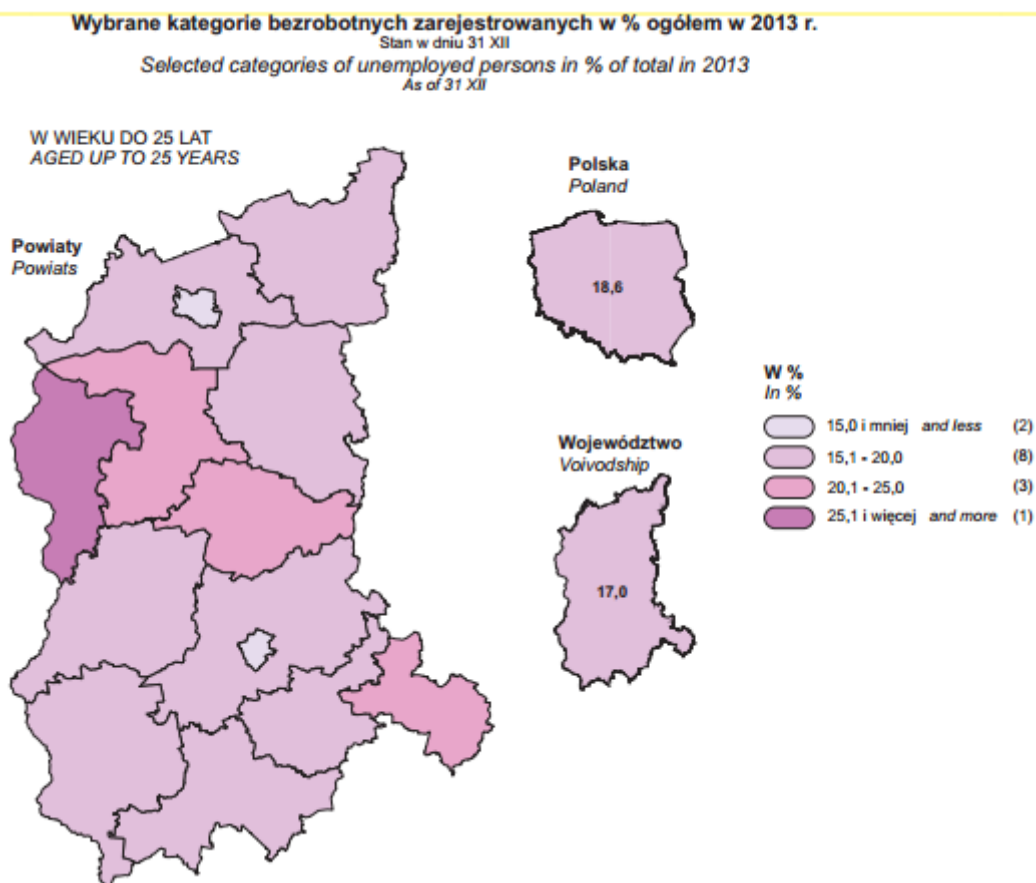 Wybrane kategorie bezrobotnych zarejestrowanych w % ogółem w 2013 r.
Stan w dniu 31 XII
Selected categories of unemployed persons in % of total in 2013
As of 31 XII
W WIEKU DO 25 LAT
AGED UP TO 25 YEARS
Polska
Poland
Powiaty
Powiats
18,6
W %
In %
15,0 i mniej and less (2)
15,1 - 20,0 (8)
20,1 - 25,0 (3)
25,1 i więcej and more (1)
Województwo
Voivodship
17,0